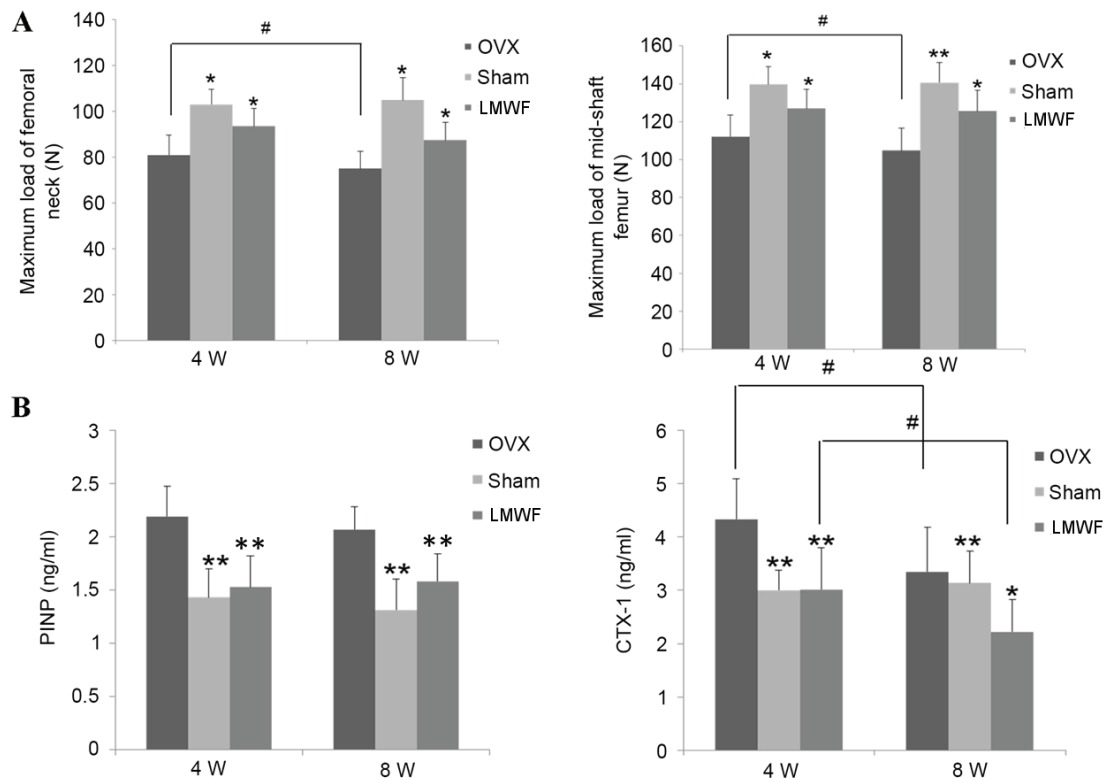 A
Maximum load of femoral
neck (N)
140
120
100
80
60
40
20
0
#
*
*
*
*
OVX
Sham
LMWF
4 W
8 W
Maximum load of mid-shaft
femur (N)
160
140
120
100
80
60
40
20
0
#
*
*
**
*
OVX
Sham
LMWF
4 W
8 W
B
PINP (ng/ml)
3
2.5
2
1.5
1
0.5
0
**
**
**
**
OVX
Sham
LMWF
4 W
8 W
CTX-1 (ng/ml)
6
5
4
3
2
1
0
#
#
**
**
**
*
OVX
Sham
LMWF
4 W
8 W